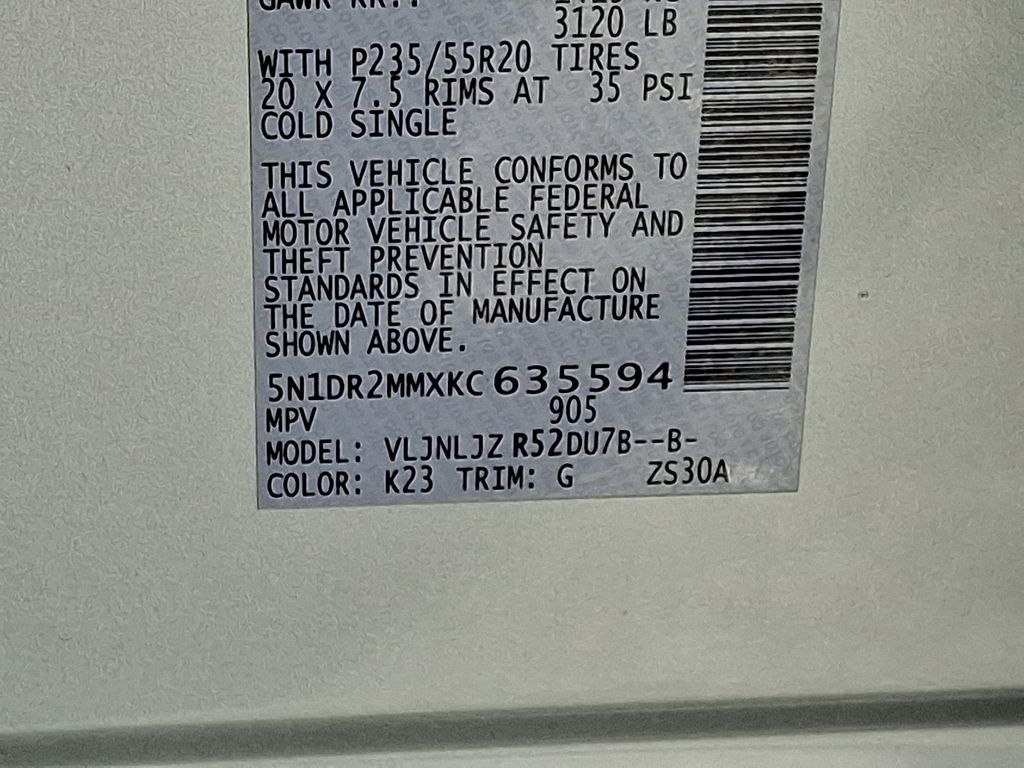 GAWR RR.:
3120 LB
WITH P235/55R20 TIRES
20 X 7.5 RIMS AT 35 PSI
COLD SINGLE
THIS VEHICLE CONFORMS TO
ALL APPLICABLE FEDERAL
MOTOR VEHICLE SAFETY AND
THEFT PREVENTION
STANDARDS IN EFFECT ON
THE DATE OF MANUFACTURE
SHOWN ABOVE.
5N1DR2MMXKC635594
MPV 905
MODEL: VLJNLJZ R52DU7B--B-
COLOR: K23 TRIM: G ZS30A